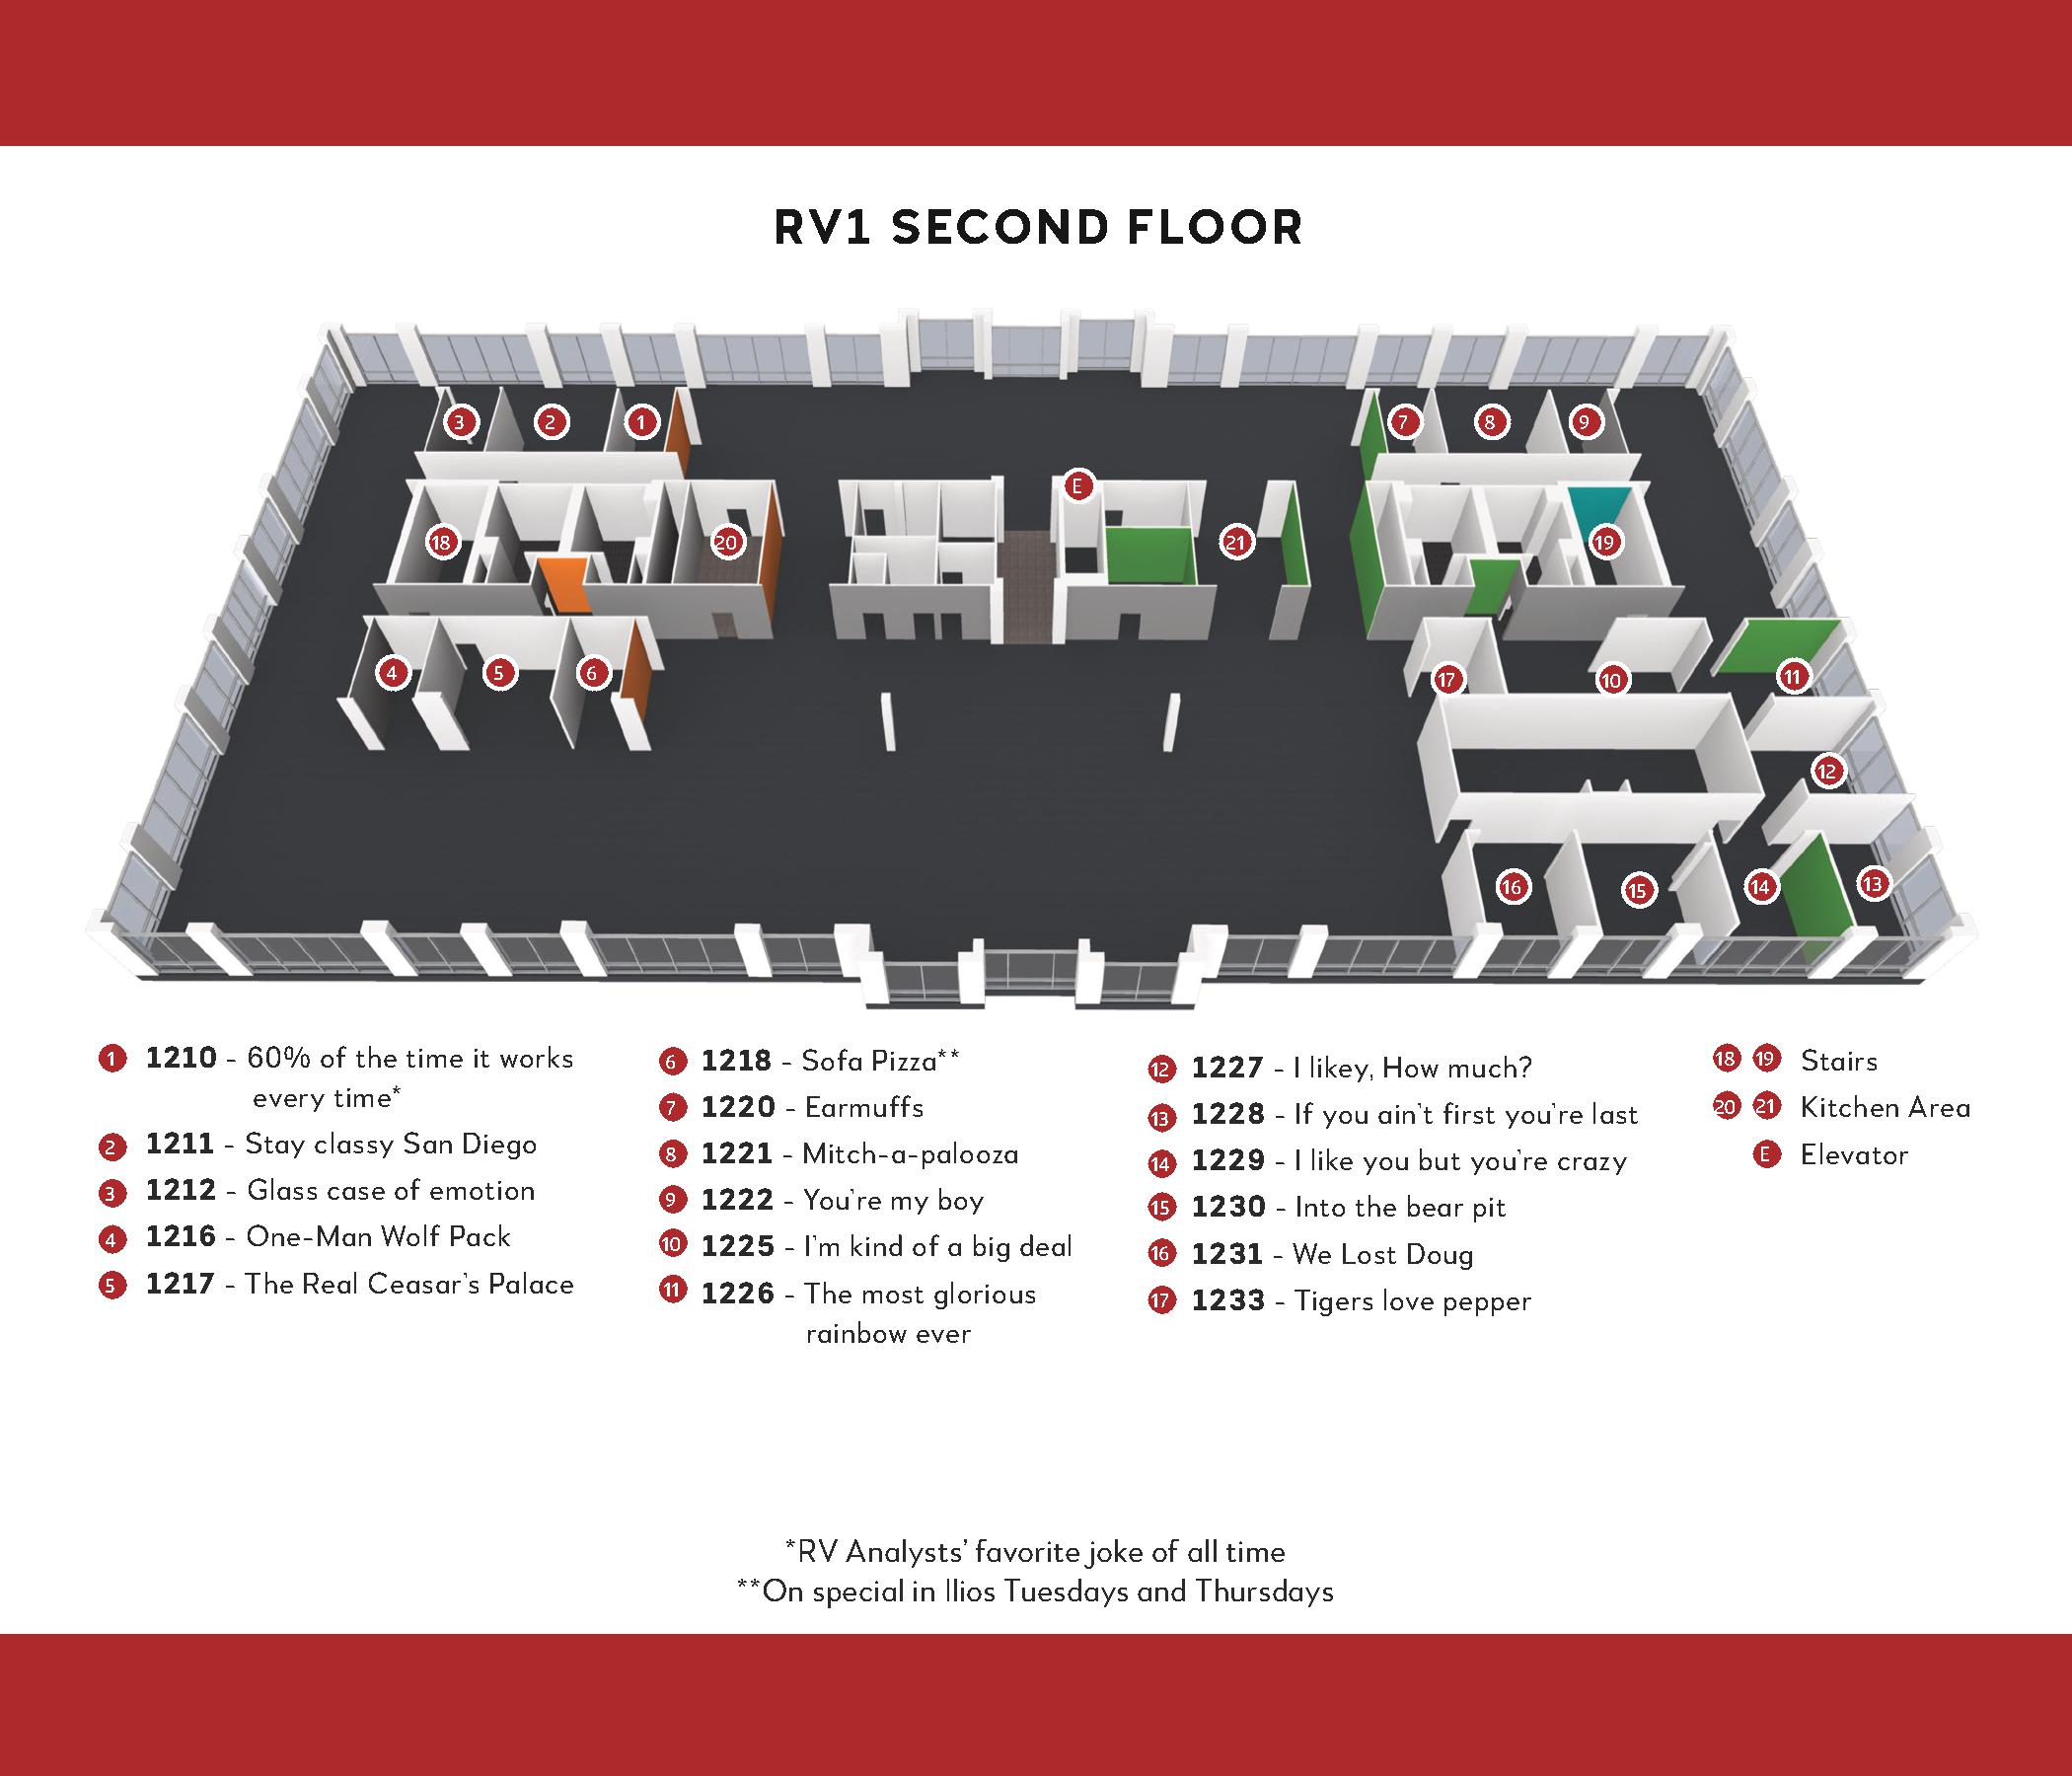 RV1 SECOND FLOOR
3 2 1 7 8 9
E
18 20 21 19
4 5 6 17 10 11
12
16 15 14 13
1 1210 - 60% of the time it works
every time*
2 1211 - Stay classy San Diego
3 1212 - Glass case of emotion
4 1216 - One-Man Wolf Pack
5 1217 - The Real Ceasar's Palace
6 1218 - Sofa Pizza**
7 1220 - Earmuffs
8 1221 - Mitch-a-palooza
9 1222 - You're my boy
10 1225 - I'm kind of a big deal
11 1226 - The most glorious
rainbow ever
12 1227 - I likey, How much?
13 1228 - If you ain't first you're last
14 1229 - I like you but you're crazy
15 1230 - Into the bear pit
16 1231 - We Lost Doug
17 1233 - Tigers love pepper
18 19 Stairs
20 21 Kitchen Area
E Elevator
*RV Analysts' favorite joke of all time
**On special in Ilios Tuesdays and Thursdays